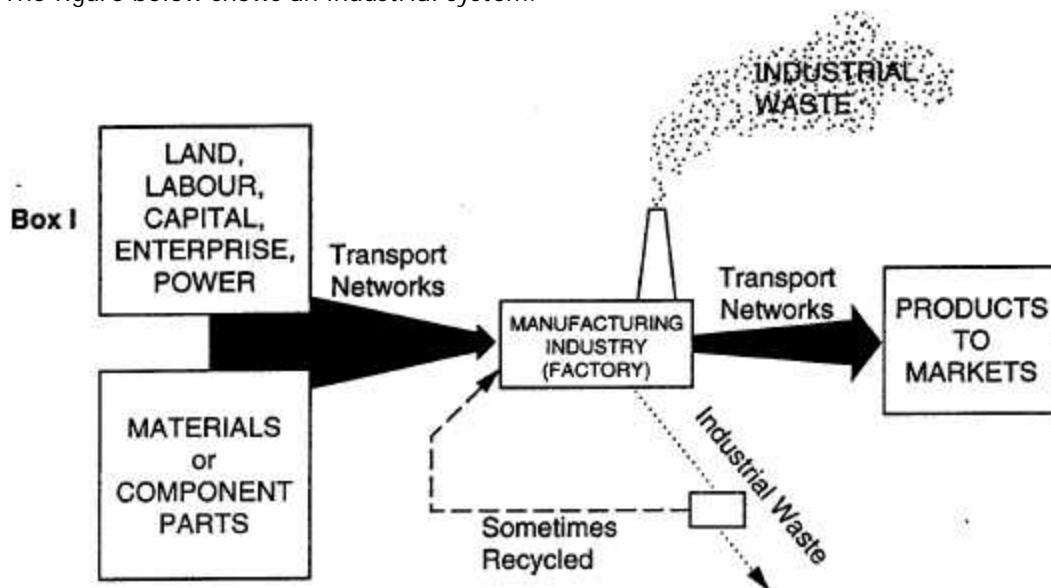 The figure below shows an industrial system.
INDUSTRIAL
WASTE
Box I
LAND,
LABOUR,
CAPITAL,
ENTERPRISE,
POWER
Transport
Networks
MANUFACTURING
INDUSTRY
(FACTORY)
Transport
Networks
PRODUCTS
TO
MARKETS
MATERIALS
or
COMPONENT
PARTS
Sometimes
Recycled
Industrial Waste